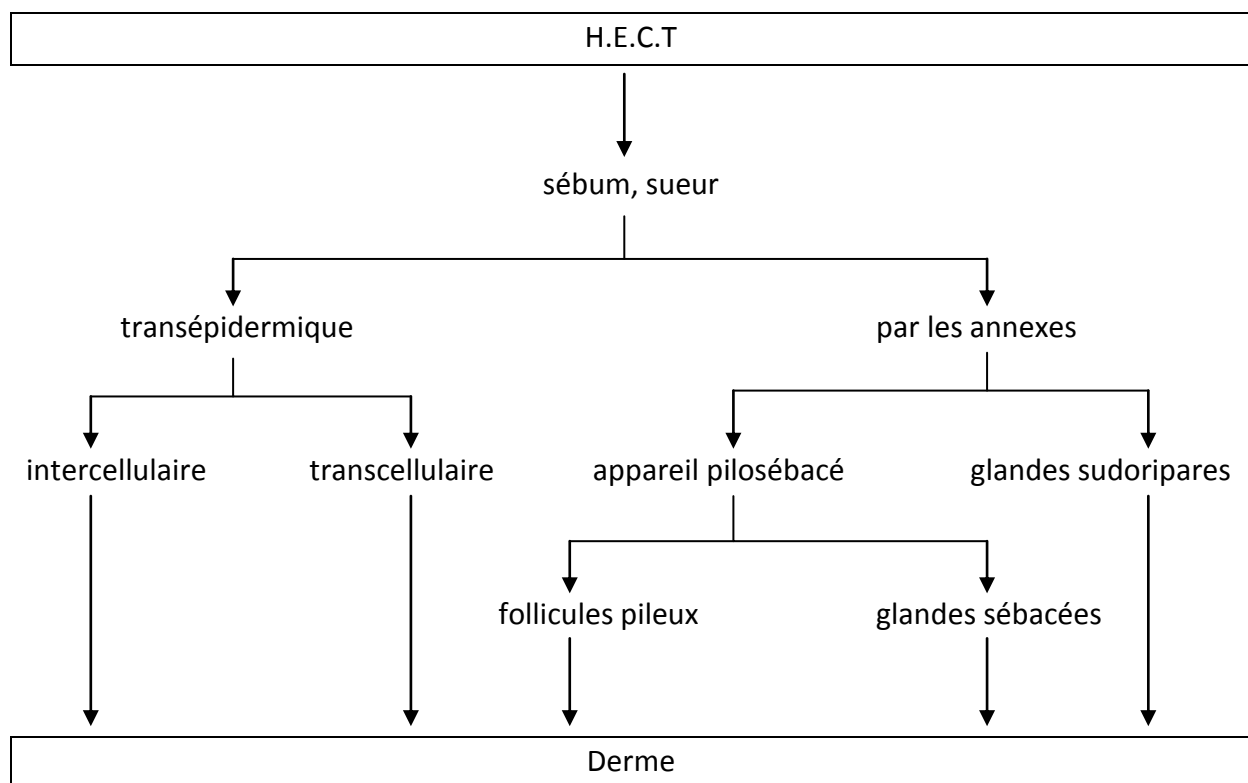 H.E.C.T
sébum, sueur
transépidermique
par les annexes
intercellulaire
transcellulaire
appareil pilosébacé
glandes sudoripares
follicules pileux
glandes sébacées
Derme